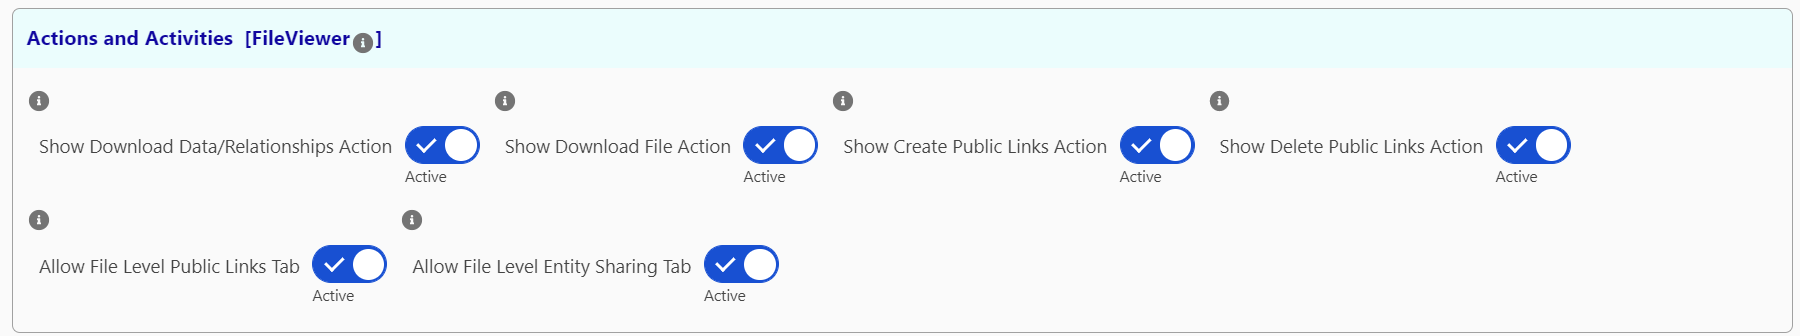 Actions and Activities [FileViewer]
Show Download Data/Relationships Action
Active
Show Download File Action
Active
Show Create Public Links Action
Active
Show Delete Public Links Action
Active
Allow File Level Public Links Tab
Active
Allow File Level Entity Sharing Tab
Active